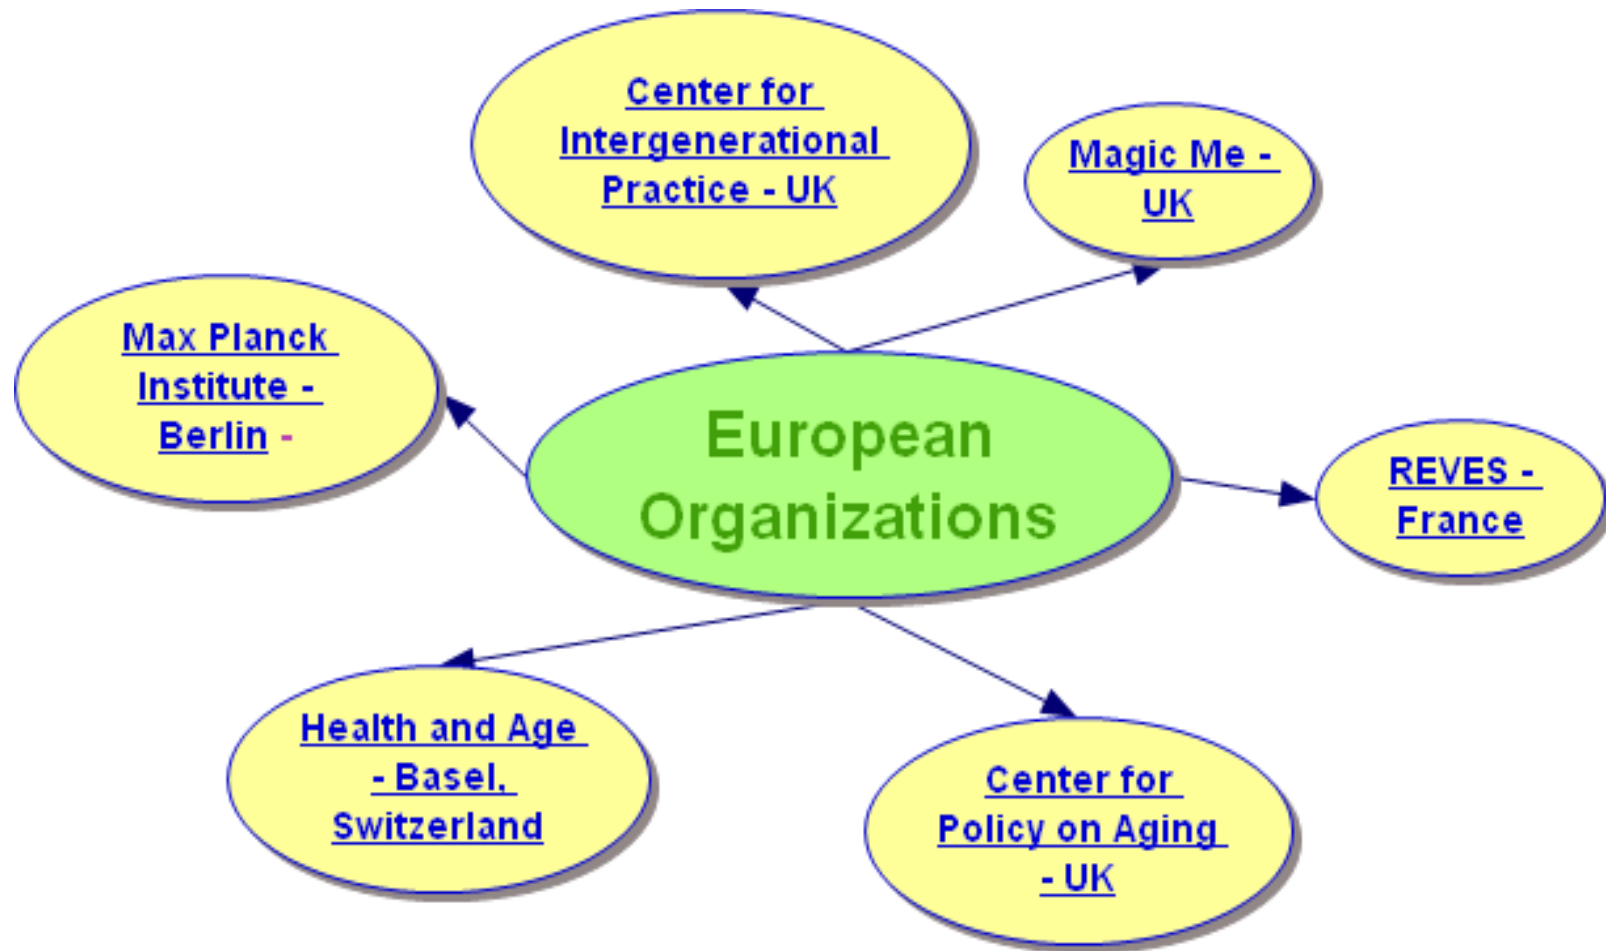 Center for
Intergenerational
Practice - UK
Magic Me -
UK
Max Planck
Institute -
Berlin -
European
Organizations
REVES -
France
Health and Age
- Basel,
Switzerland
Center for
Policy on Aging
- UK